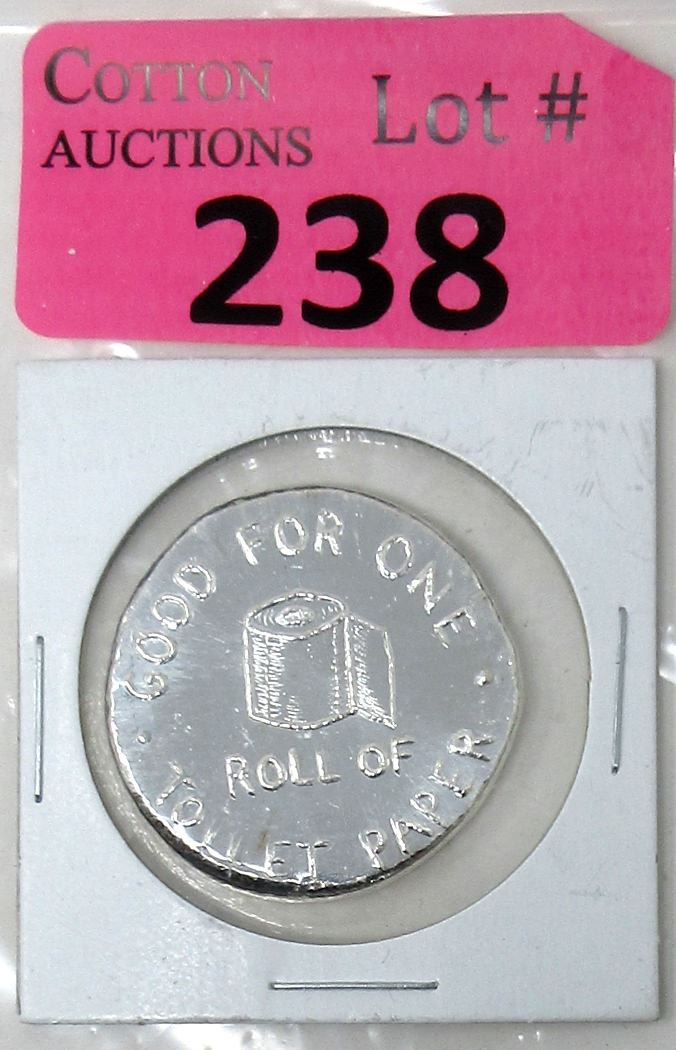 COTTON
AUCTIONS
Lot #
238
GOOD FOR ONE
ROLL OF
TOILET PAPER